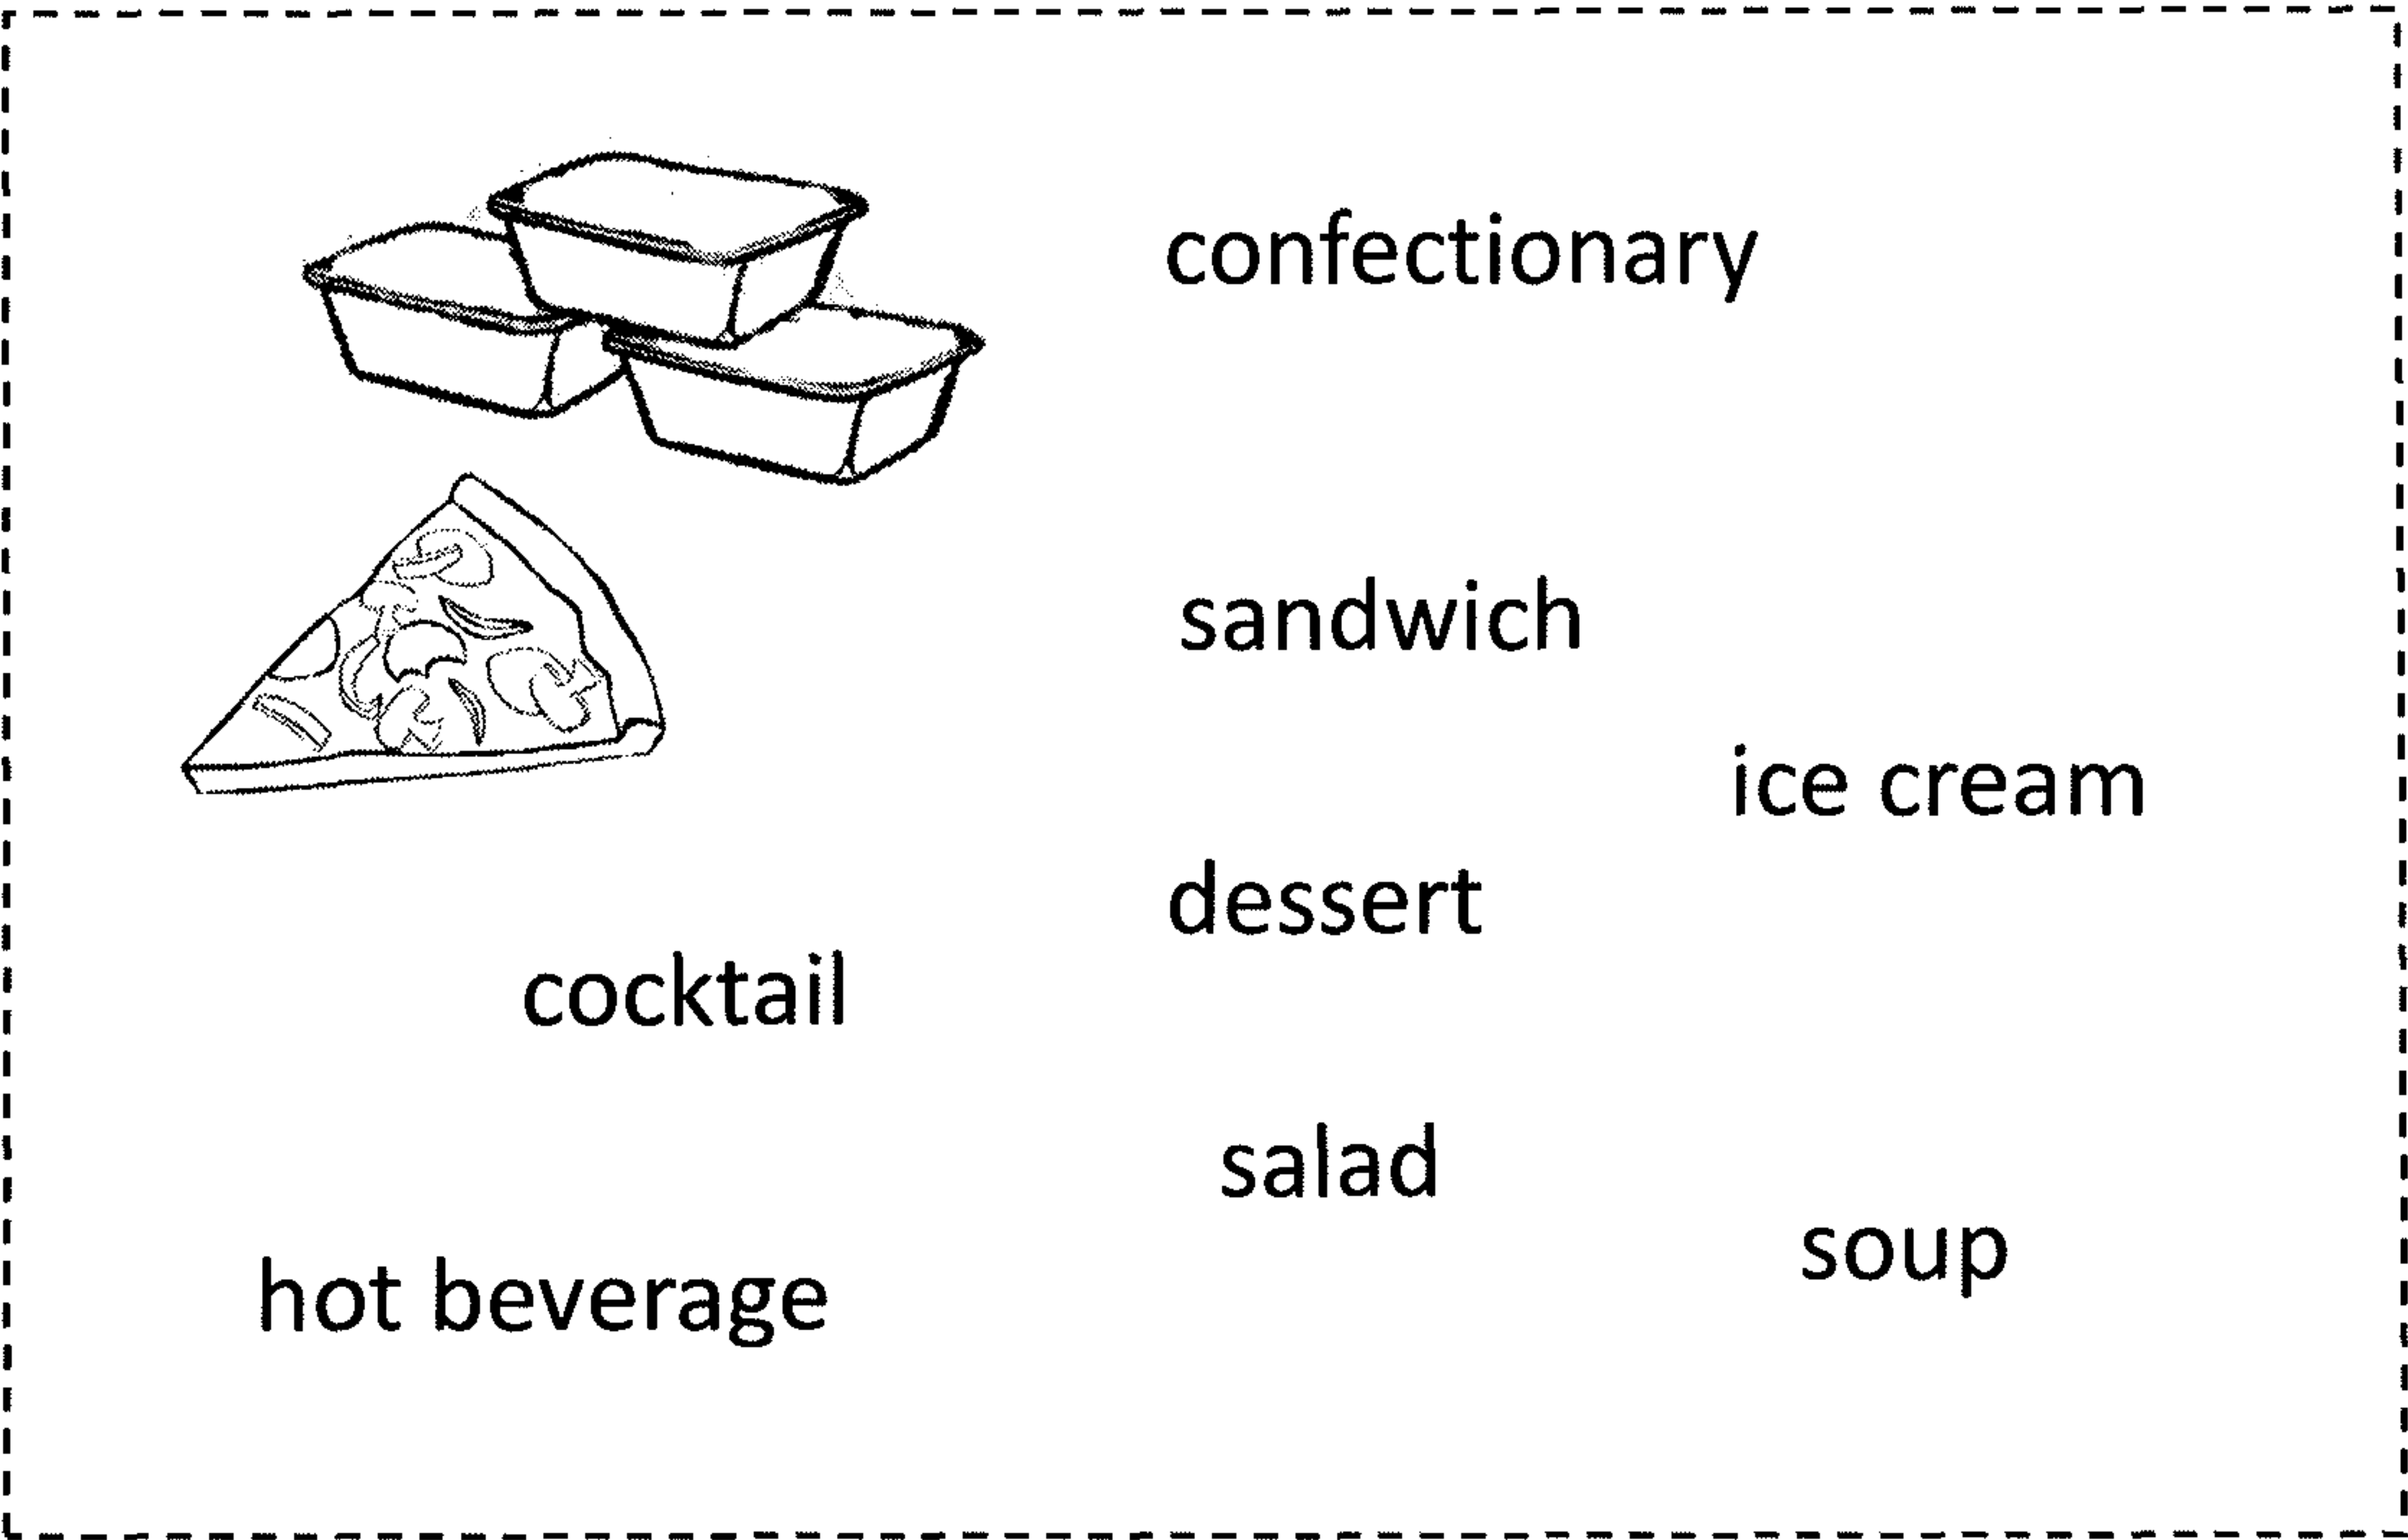 confectionary
sandwich
ice cream
dessert
cocktail
salad
soup
hot beverage